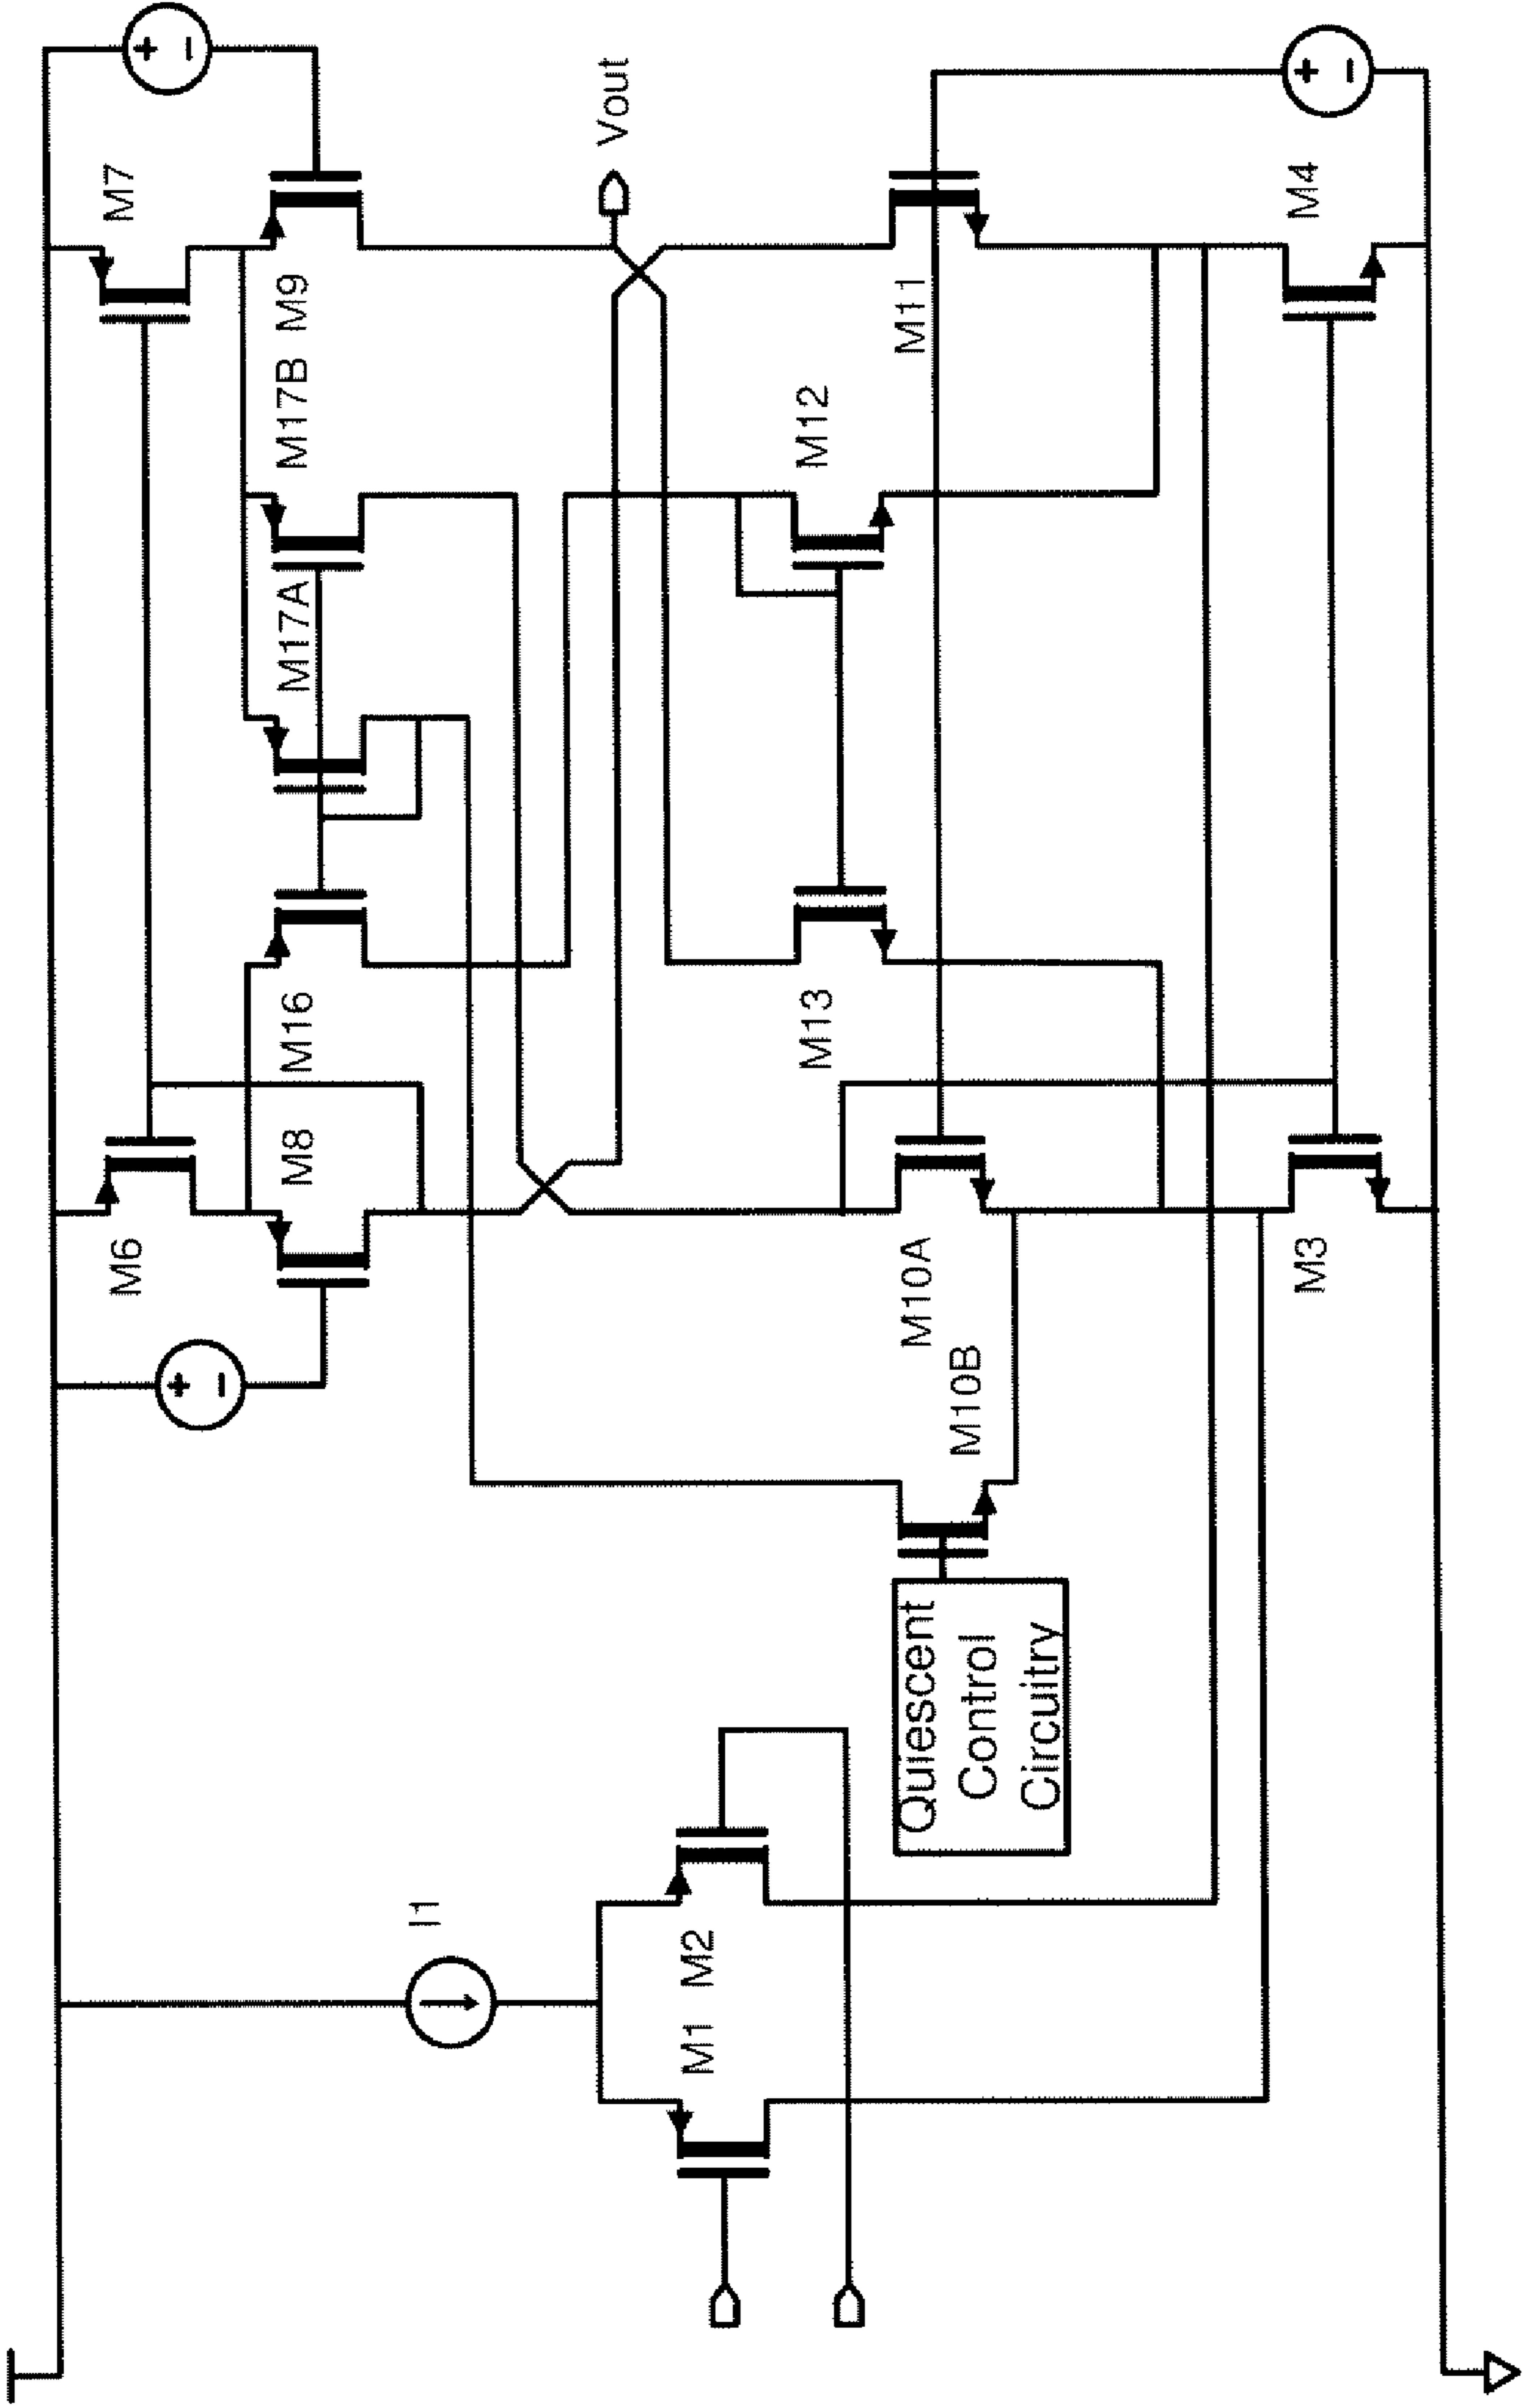 I1
M1
M2
Quiescent
Control
Circuitry
M10B
M10A
M6
M8
M16
M17A
M17B
M9
M7
Vout
M13
M12
M11
M3
M4
+
−
+
−
+
−